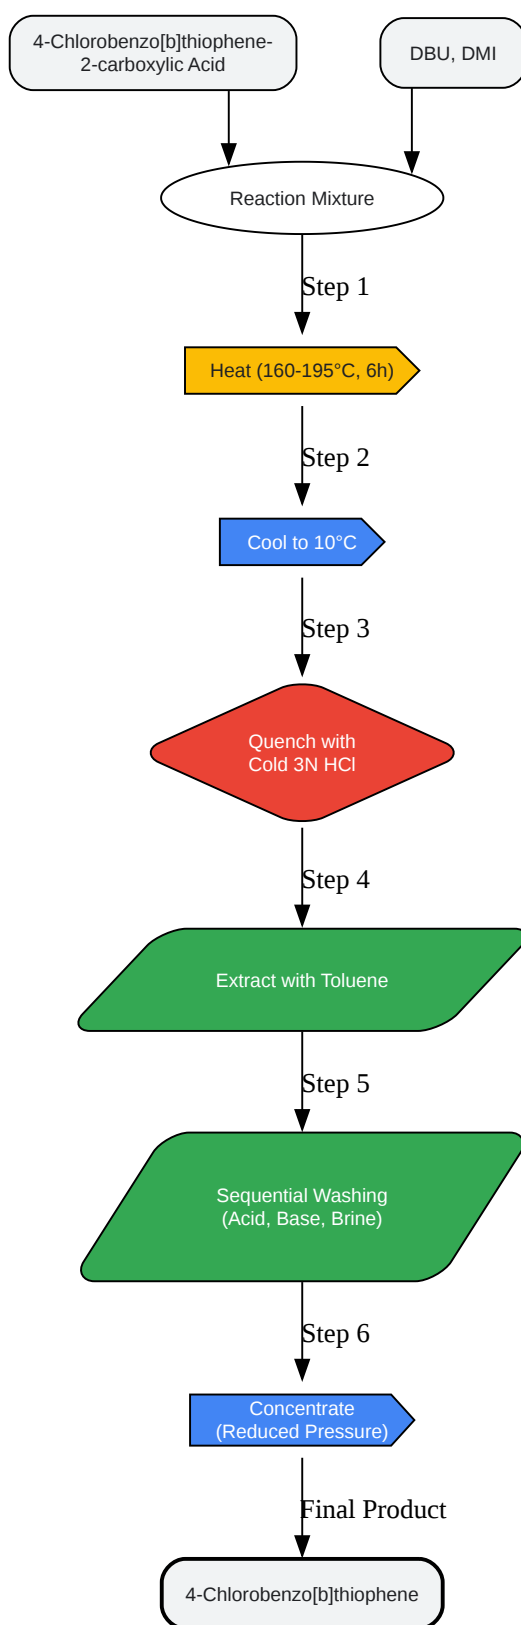 4-Chlorobenzo[b]thiophene-
2-carboxylic Acid
DBU, DMI
Reaction Mixture
Step 1
Heat (160-195°C, 6h)
Step 2
Cool to 10°C
Step 3
Quench with
Cold 3N HCl
Step 4
Extract with Toluene
Step 5
Sequential Washing
(Acid, Base, Brine)
Step 6
Concentrate
(Reduced Pressure)
Final Product
4-Chlorobenzo[b]thiophene